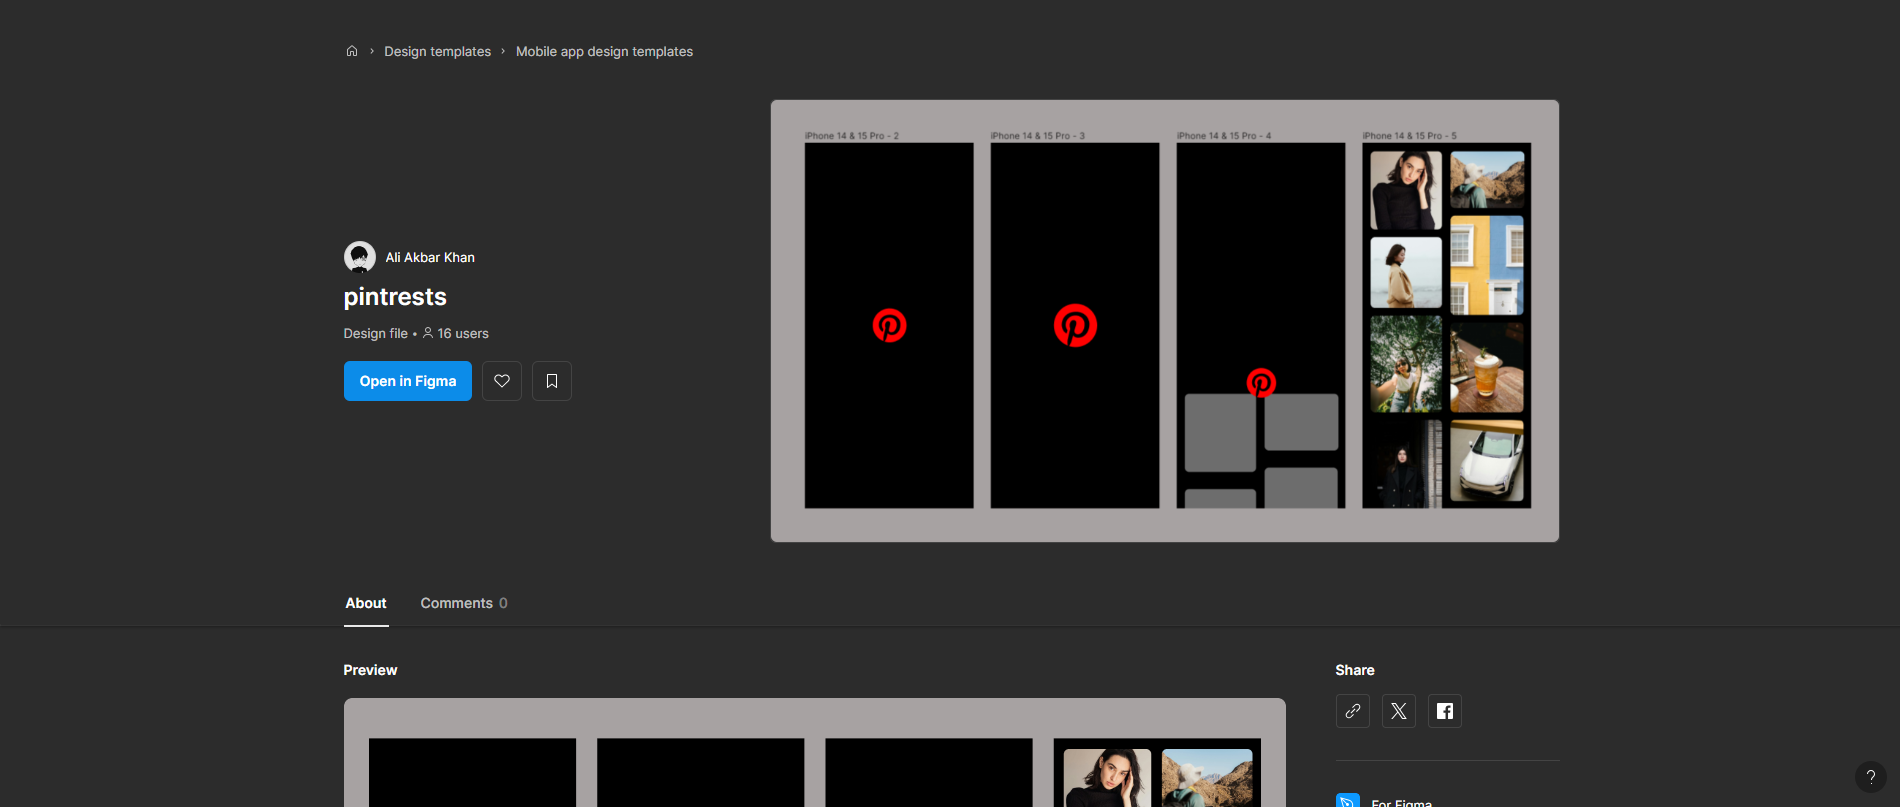 Design templates
Mobile app design templates
iPhone 14 & 15 Pro - 2
iPhone 14 & 15 Pro - 3
iPhone 14 & 15 Pro - 4
iPhone 14 & 15 Pro - 5
Ali Akbar Khan
pintrests
Design file • 16 users
Open in Figma
About
Comments 0
Preview
Share
For Figma
?